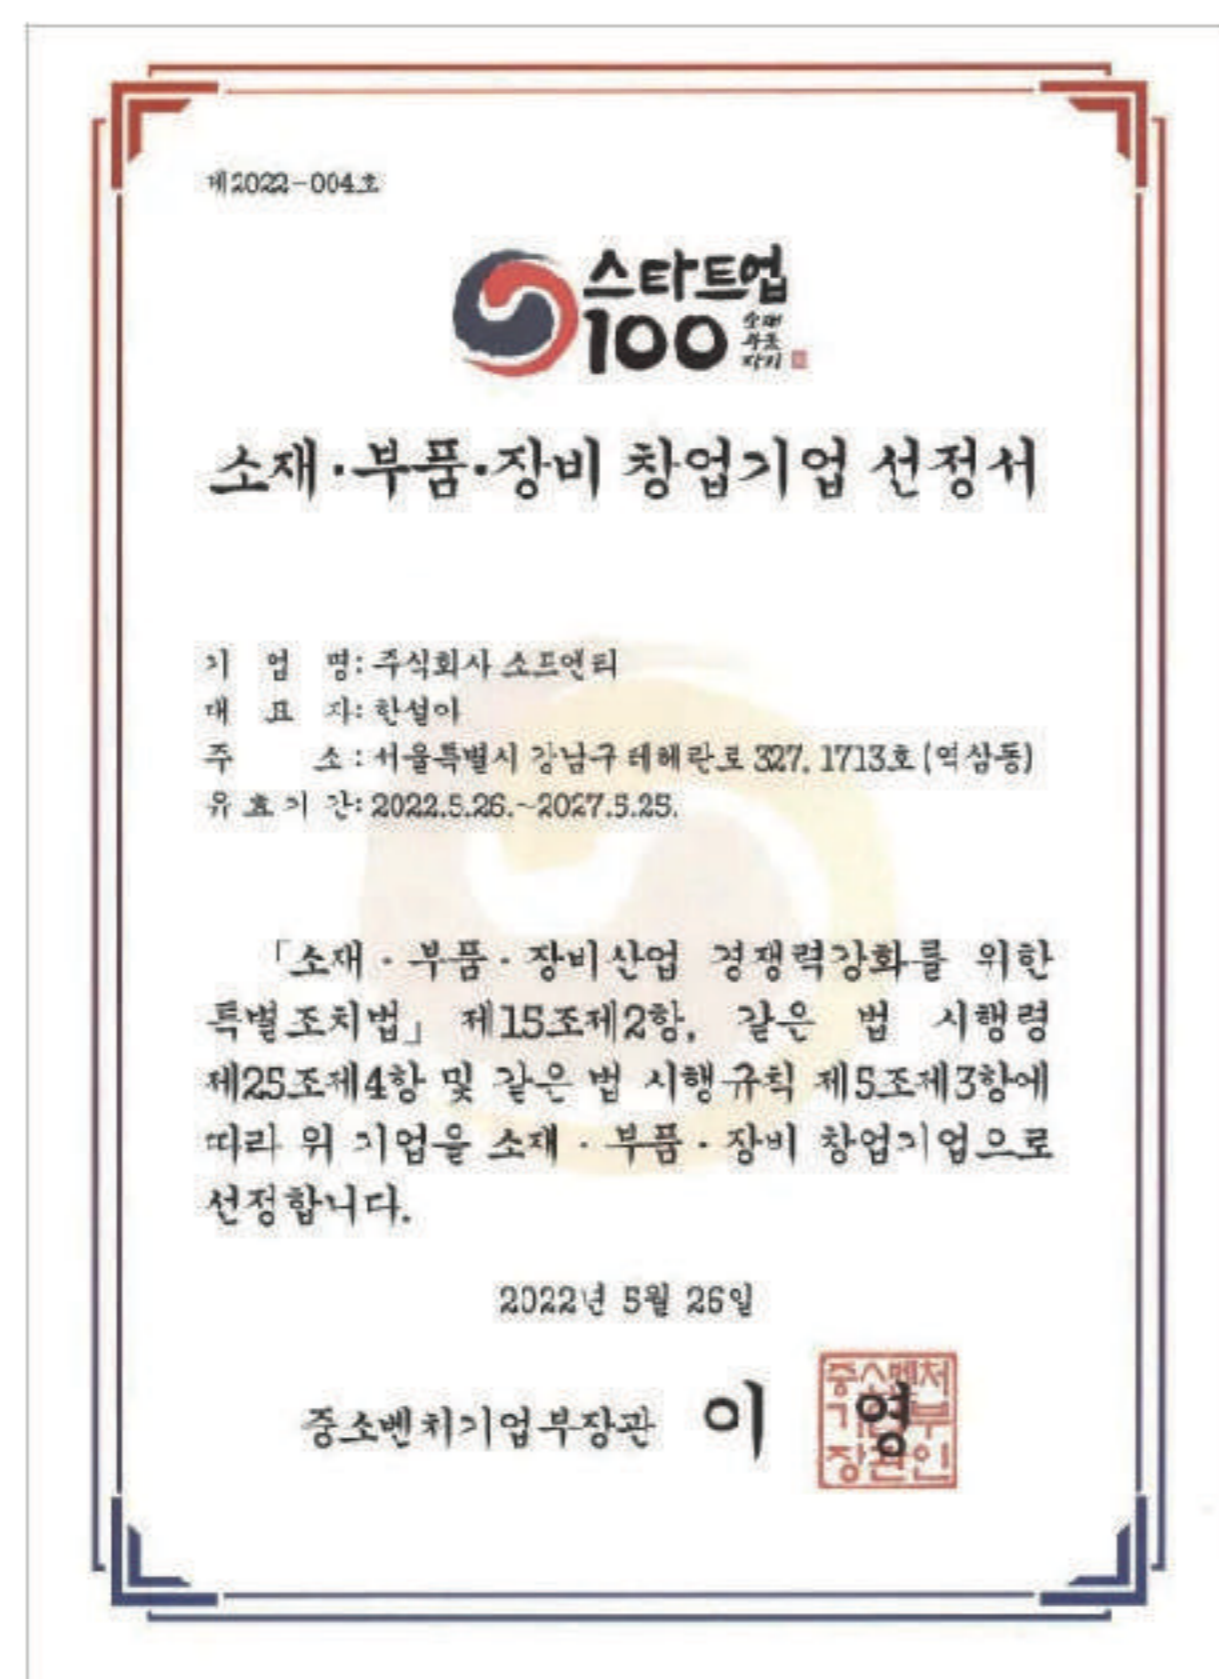 제2022-004호
스타트업
100
소재
부품
장비
소재·부품·장비 창업기업 선정서
기 업 명: 주식회사 소프엔티
대 표 자: 한설아
주 소: 서울특별시 강남구 테헤란로 327, 1713호 (역삼동)
유효기 간: 2022.5.26.~2027.5.25.
「소재·부품·장비산업 경쟁력강화를 위한
특별조치법」 제15조제2항, 같은 법 시행령
제25조제4항 및 같은 법 시행규칙 제5조제3항에
따라 위 기업을 소재·부품·장비 창업기업으로
선정합니다.
2022년 5월 26일
중소벤처기업부장관 이 영
중소벤처
기업부
장관인